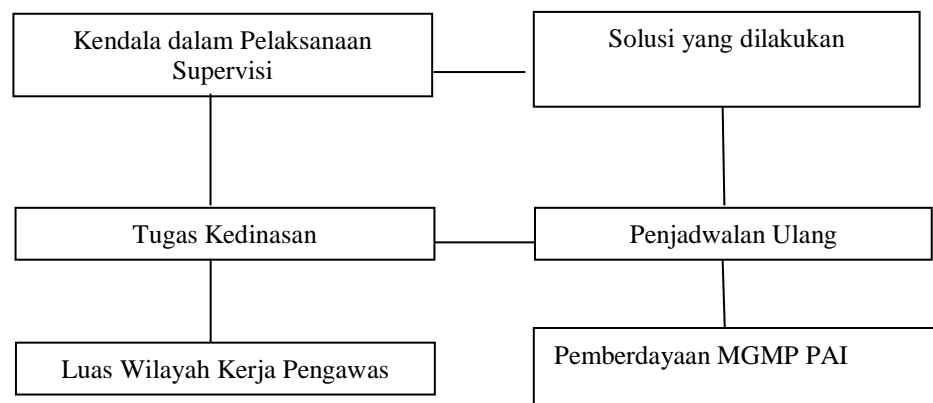 Kendala dalam Pelaksanaan
Supervisi
Solusi yang dilakukan
Tugas Kedinasan
Penjadwalan Ulang
Luas Wilayah Kerja Pengawas
Pemberdayaan MGMP PAI